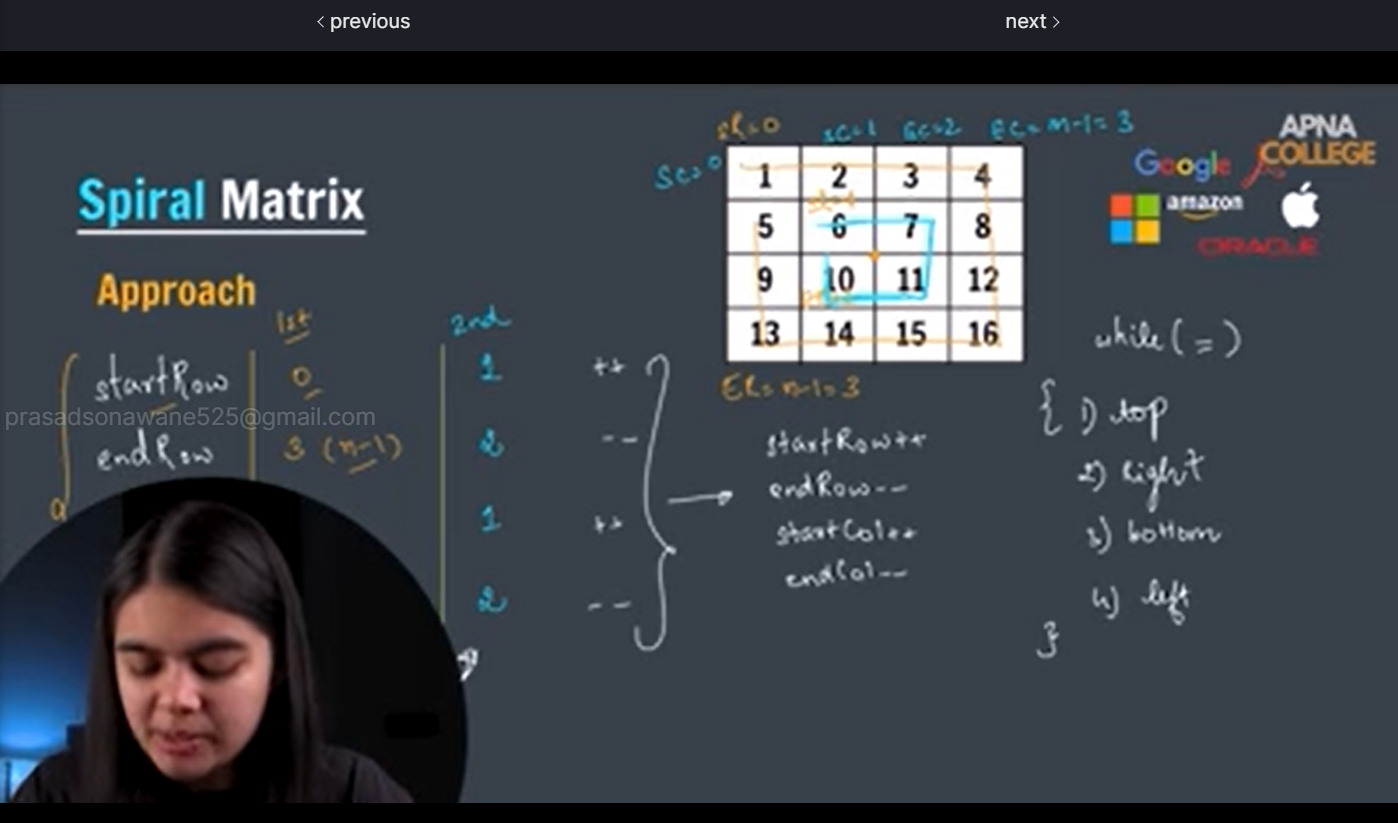 ‹ previous
next ›
Spiral Matrix
Approach
1st
2nd
startRow
0
1
++
prasadsonawane525@gmail.com
endRow
3 (n-1)
2
--
1
++
2
--
SR=0
SC=1
EC=2
EC=m-1=3
SC=0
1 2 3 4
5 6 7 8
9 10 11 12
13 14 15 16
ER=n-1=3
startRow++
endRow--
startCol++
endCol--
APNA
COLLEGE
Google
amazon
ORACLE
while(=)
{ 1) top
2) Right
3) bottom
4) left
}